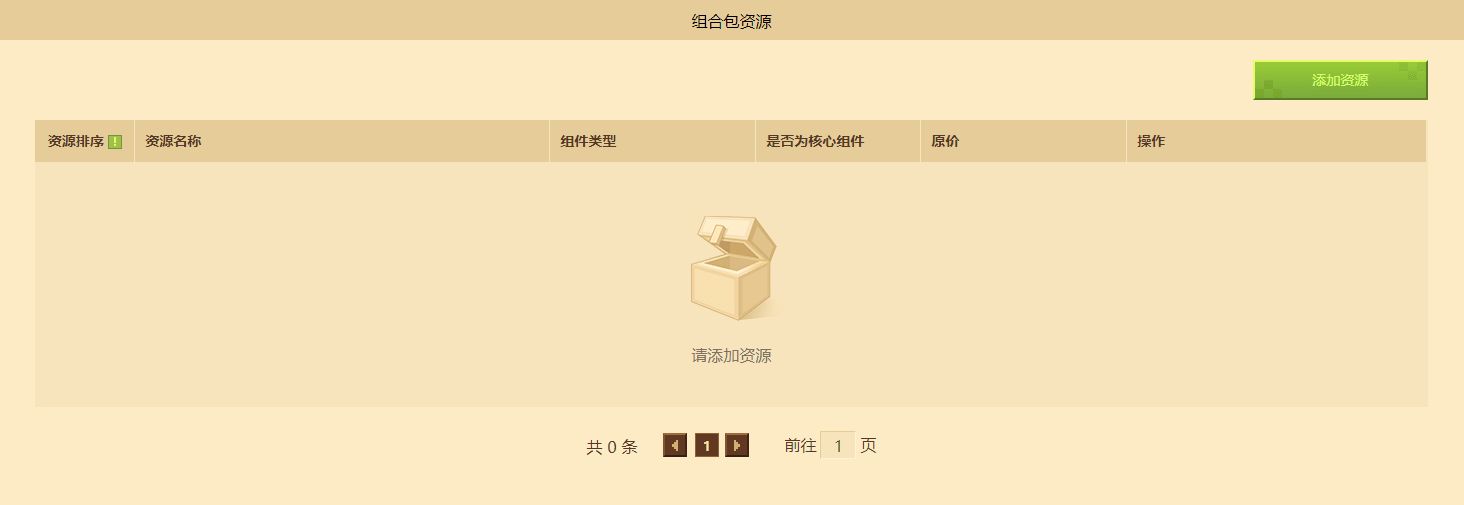 组合包资源
添加资源
资源排序 ! 资源名称 组件类型 是否为核心组件 原价 操作
请添加资源
共 0 条 1 前往 1 页